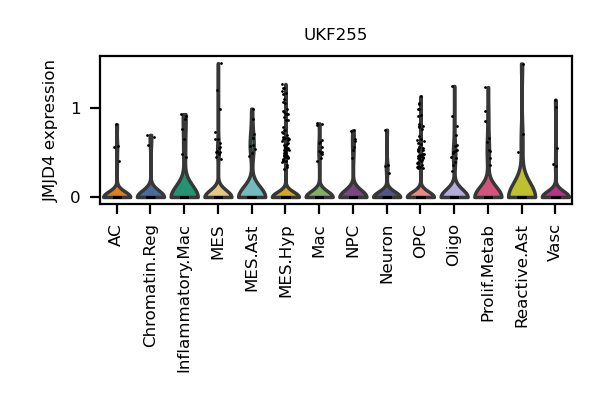 UKF255
JMJD4 expression
1
0
AC
Chromatin.Reg
Inflammatory.Mac
MES
MES.Ast
MES.Hyp
Mac
NPC
Neuron
OPC
Oligo
Prolif.Metab
Reactive.Ast
Vasc